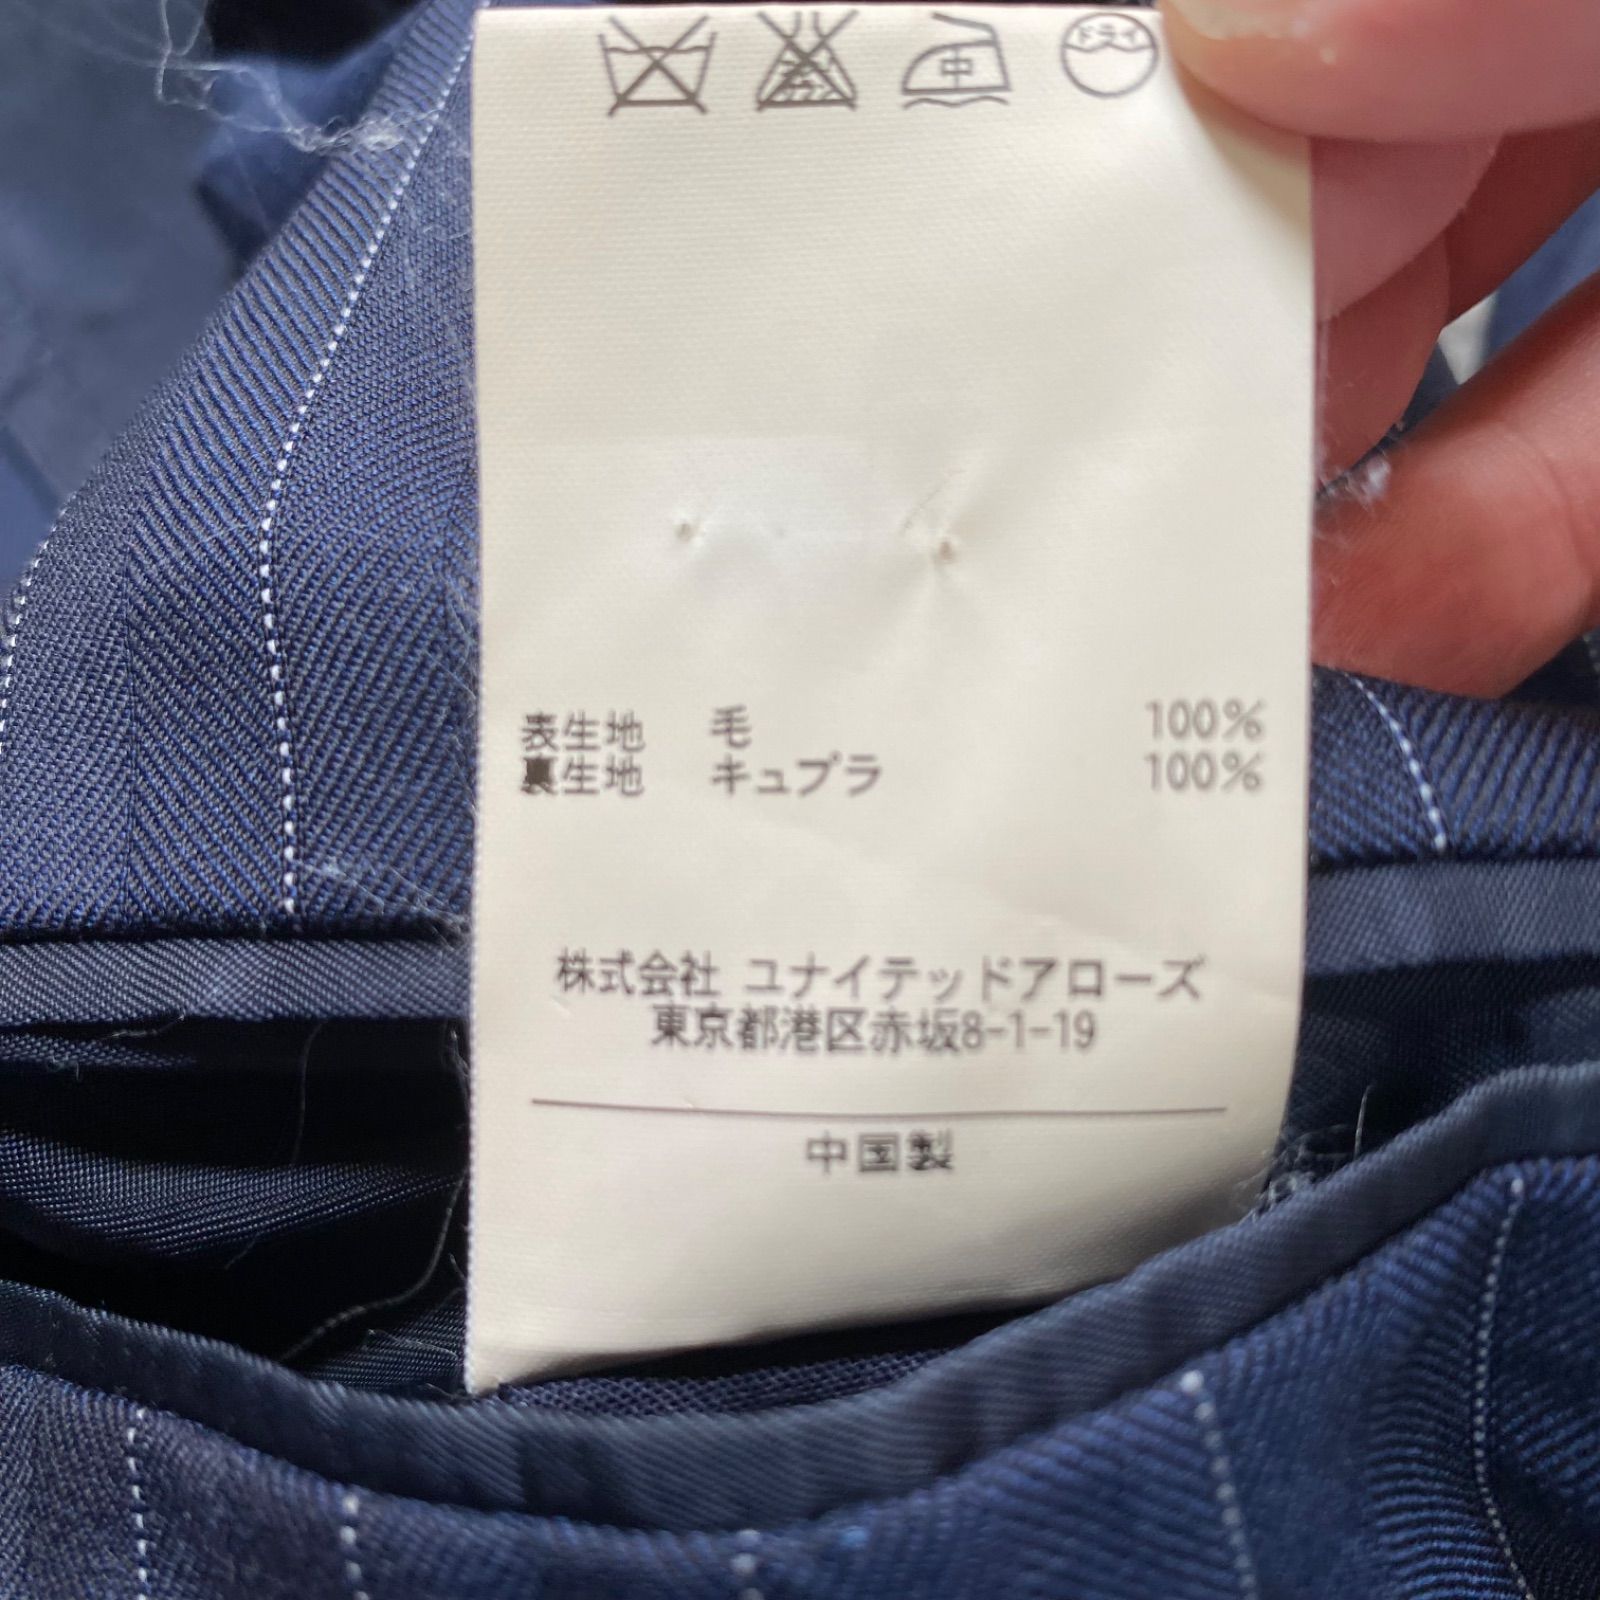 中 ドライ
表生地 毛 100%
裏生地 キュプラ 100%
株式会社 ユナイテッドアローズ
東京都港区赤坂8-1-19
中国製